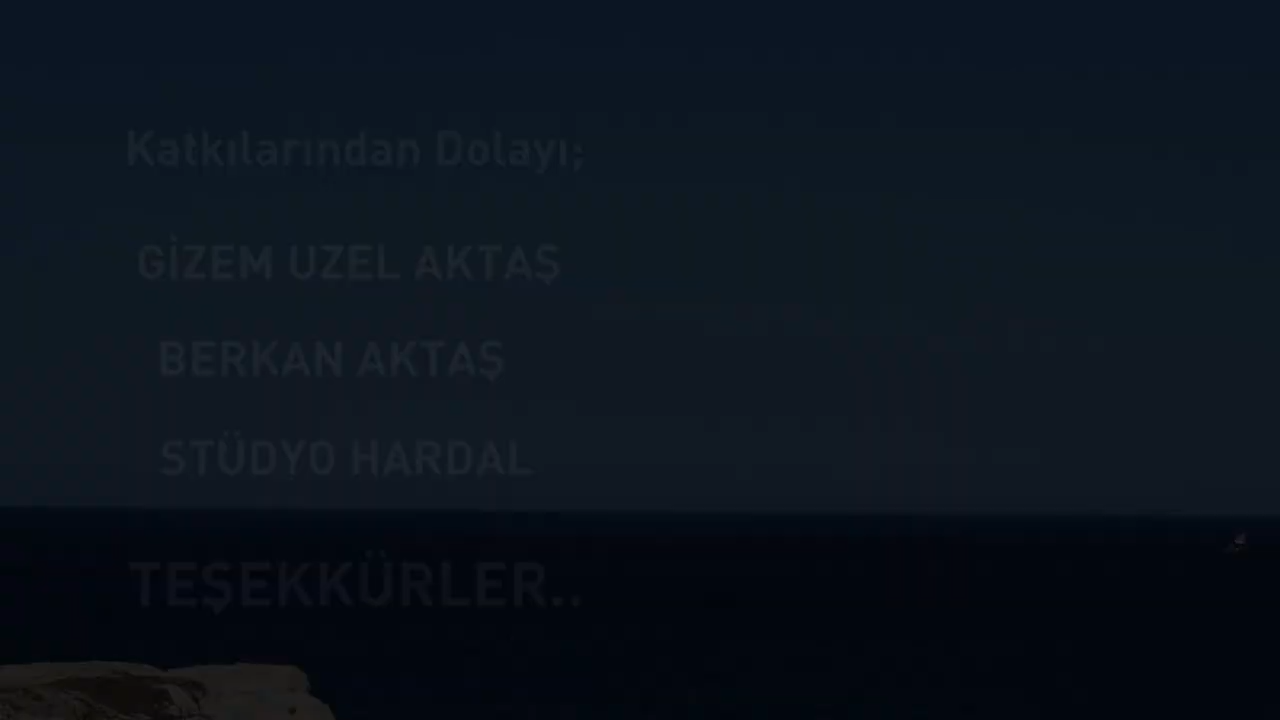 Katkılarından Dolayı;
GİZEM UZEL AKTAŞ
BERKAN AKTAŞ
STÜDYO HARDAL
TEŞEKKÜRLER..